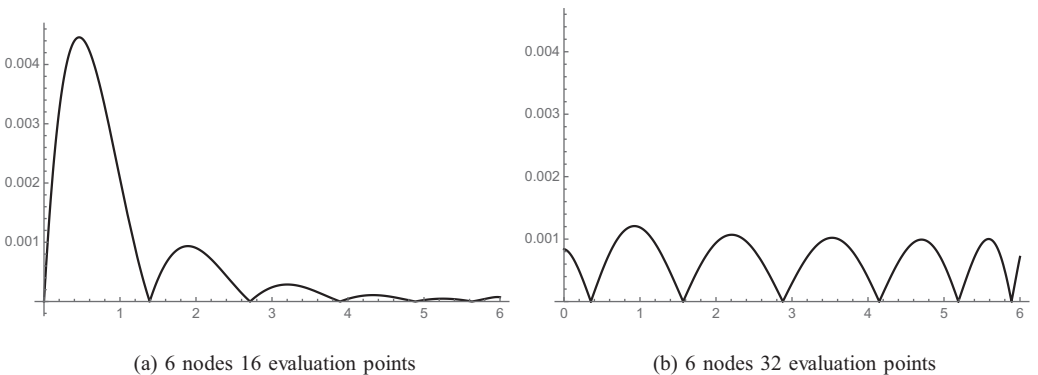 0.004
0.003
0.002
0.001
1 2 3 4 5 6
(a) 6 nodes 16 evaluation points
0.004
0.003
0.002
0.001
0 1 2 3 4 5 6
(b) 6 nodes 32 evaluation points